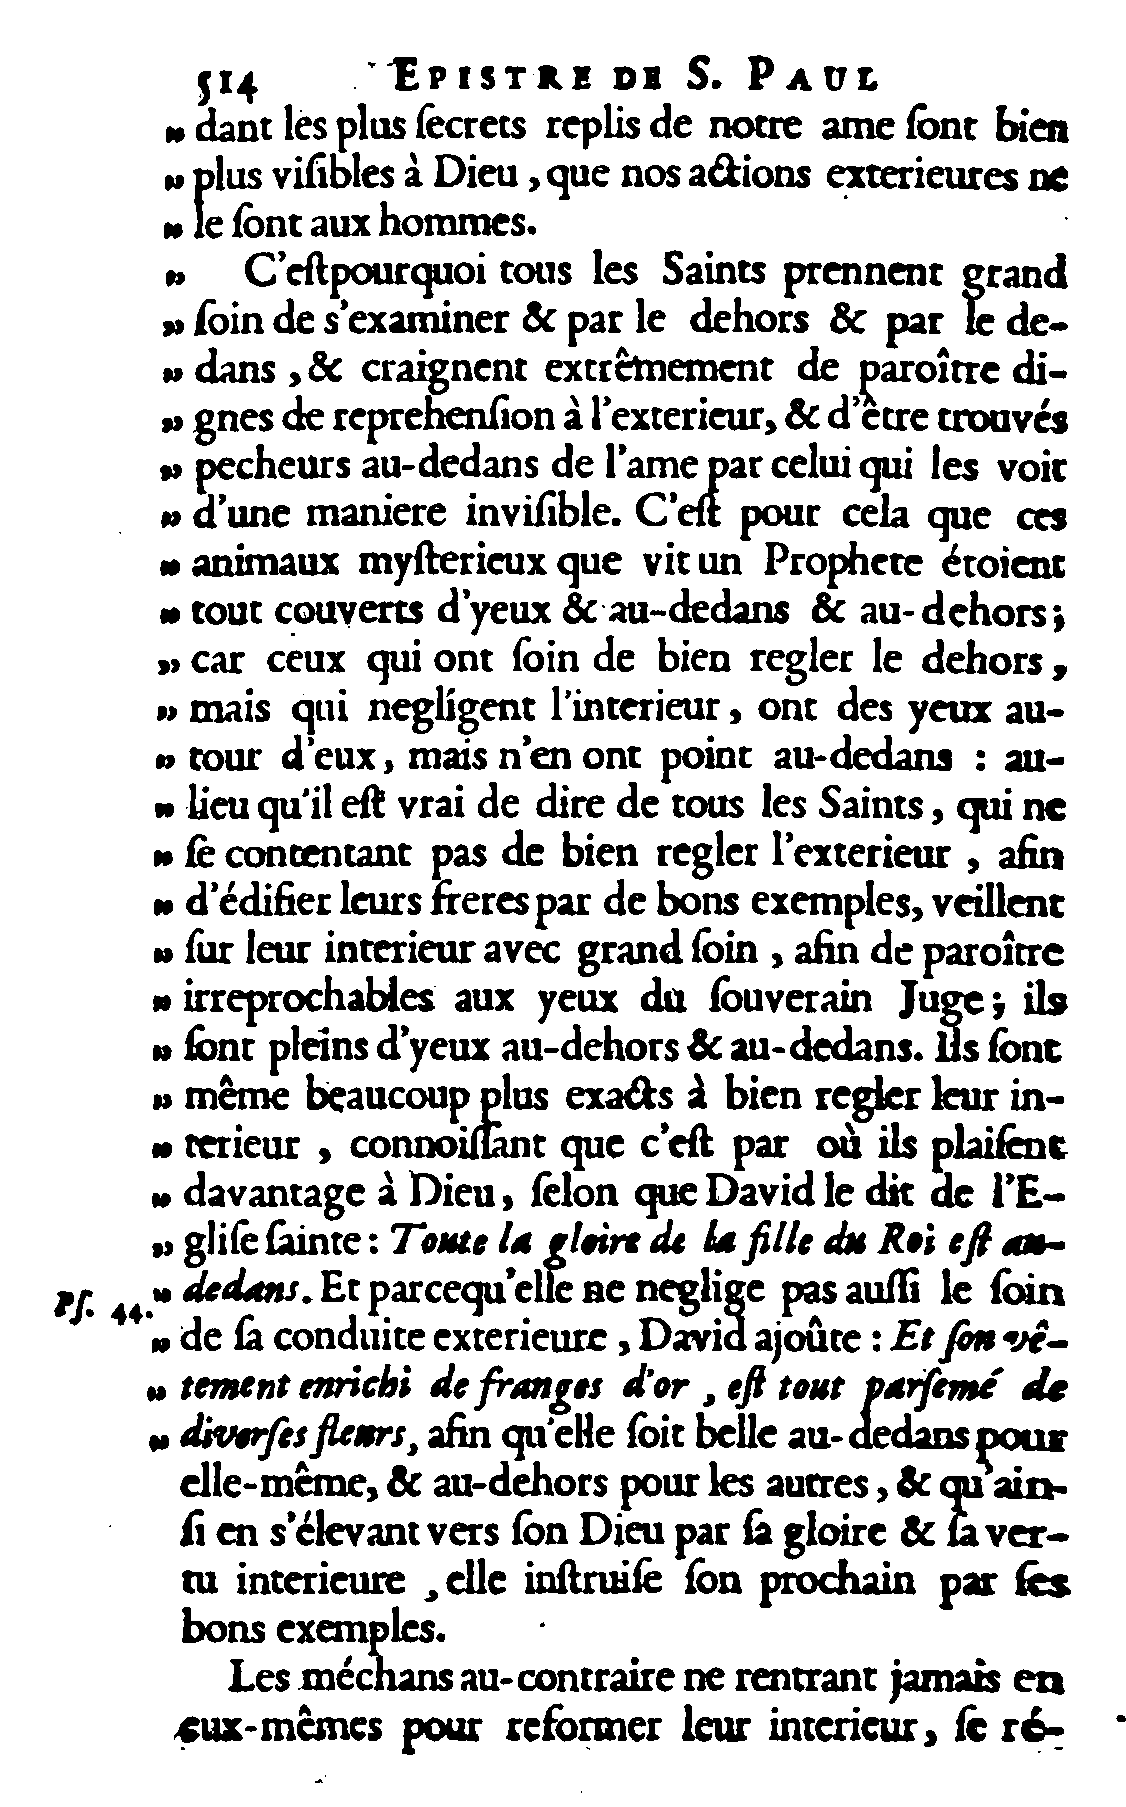 514 EPISTRE DE S. PAUL
„ dant les plus ſecrets replis de notre ame ſont bien
„ plus viſibles à Dieu, que nos actions exterieures ne
„ le ſont aux hommes.
„ C'eſtpourquoi tous les Saints prennent grand
„ ſoin de s'examiner & par le dehors & par le de-
„ dans, & craignent extrêmement de paroître di-
„ gnes de reprehenſion à l'exterieur, & d'être trouvés
„ pecheurs au-dedans de l'ame par celui qui les voit
„ d'une maniere inviſible. C'eſt pour cela que ces
„ animaux myſterieux que vit un Prophete étoient
„ tout couverts d'yeux & au-dedans & au-dehors;
„ car ceux qui ont ſoin de bien regler le dehors,
„ mais qui negligent l'interieur, ont des yeux au-
„ tour d'eux, mais n'en ont point au-dedans : au-
„ lieu qu'il eſt vrai de dire de tous les Saints, qui ne
„ ſe contentant pas de bien regler l'exterieur, afin
„ d'édifier leurs freres par de bons exemples, veillent
„ ſur leur interieur avec grand ſoin, afin de paroître
„ irreprochables aux yeux du ſouverain Juge; ils
„ ſont pleins d'yeux au-dehors & au-dedans. Ils ſont
„ même beaucoup plus exacts à bien regler leur in-
„ terieur, connoiſſant que c'eſt par où ils plaiſent
„ davantage à Dieu, ſelon que David le dit de l'E-
„ gliſe ſainte : Toute la gloire de la fille du Roi eſt au-
Pſ. 44. „ dedans. Et parcequ'elle ne neglige pas auſſi le ſoin
„ de ſa conduite exterieure, David ajoûte : Et ſon vê-
„ tement enrichi de franges d'or, eſt tout parſemé de
„ diverſes fleurs, afin qu'elle ſoit belle au-dedans pour
elle-même, & au-dehors pour les autres, & qu'ain-
ſi en s'élevant vers ſon Dieu par ſa gloire & ſa ver-
tu interieure, elle inſtruiſe ſon prochain par ſes
bons exemples.
Les méchans au-contraire ne rentrant jamais en
eux-mêmes pour reformer leur interieur, ſe ré-